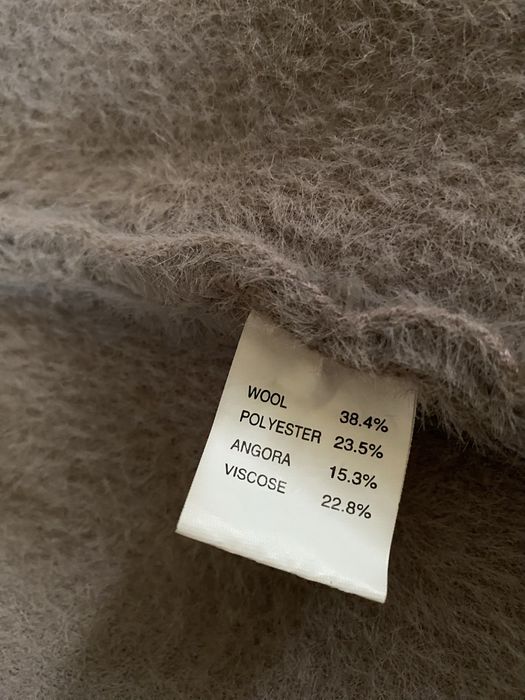 WOOL 38.4%
POLYESTER 23.5%
ANGORA 15.3%
VISCOSE 22.8%